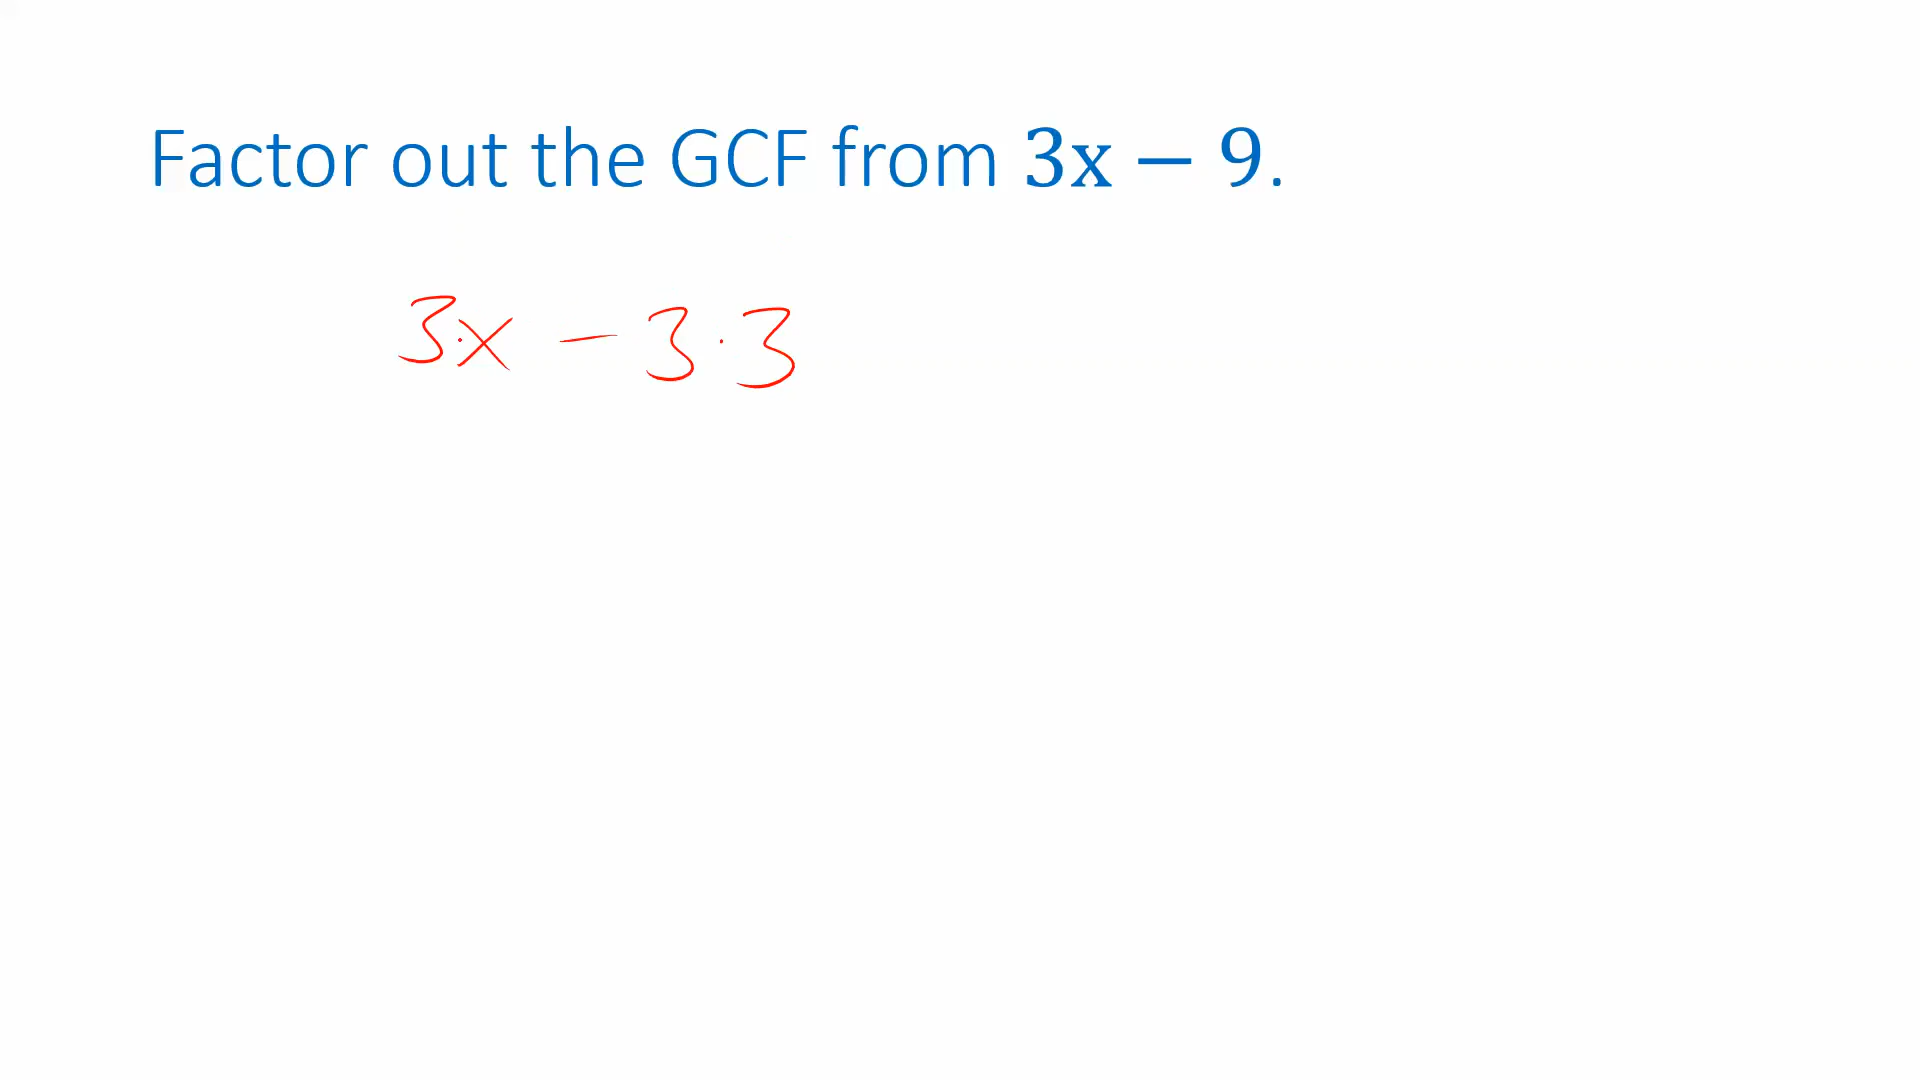 Factor out the GCF from 3x − 9.
3·x − 3·3